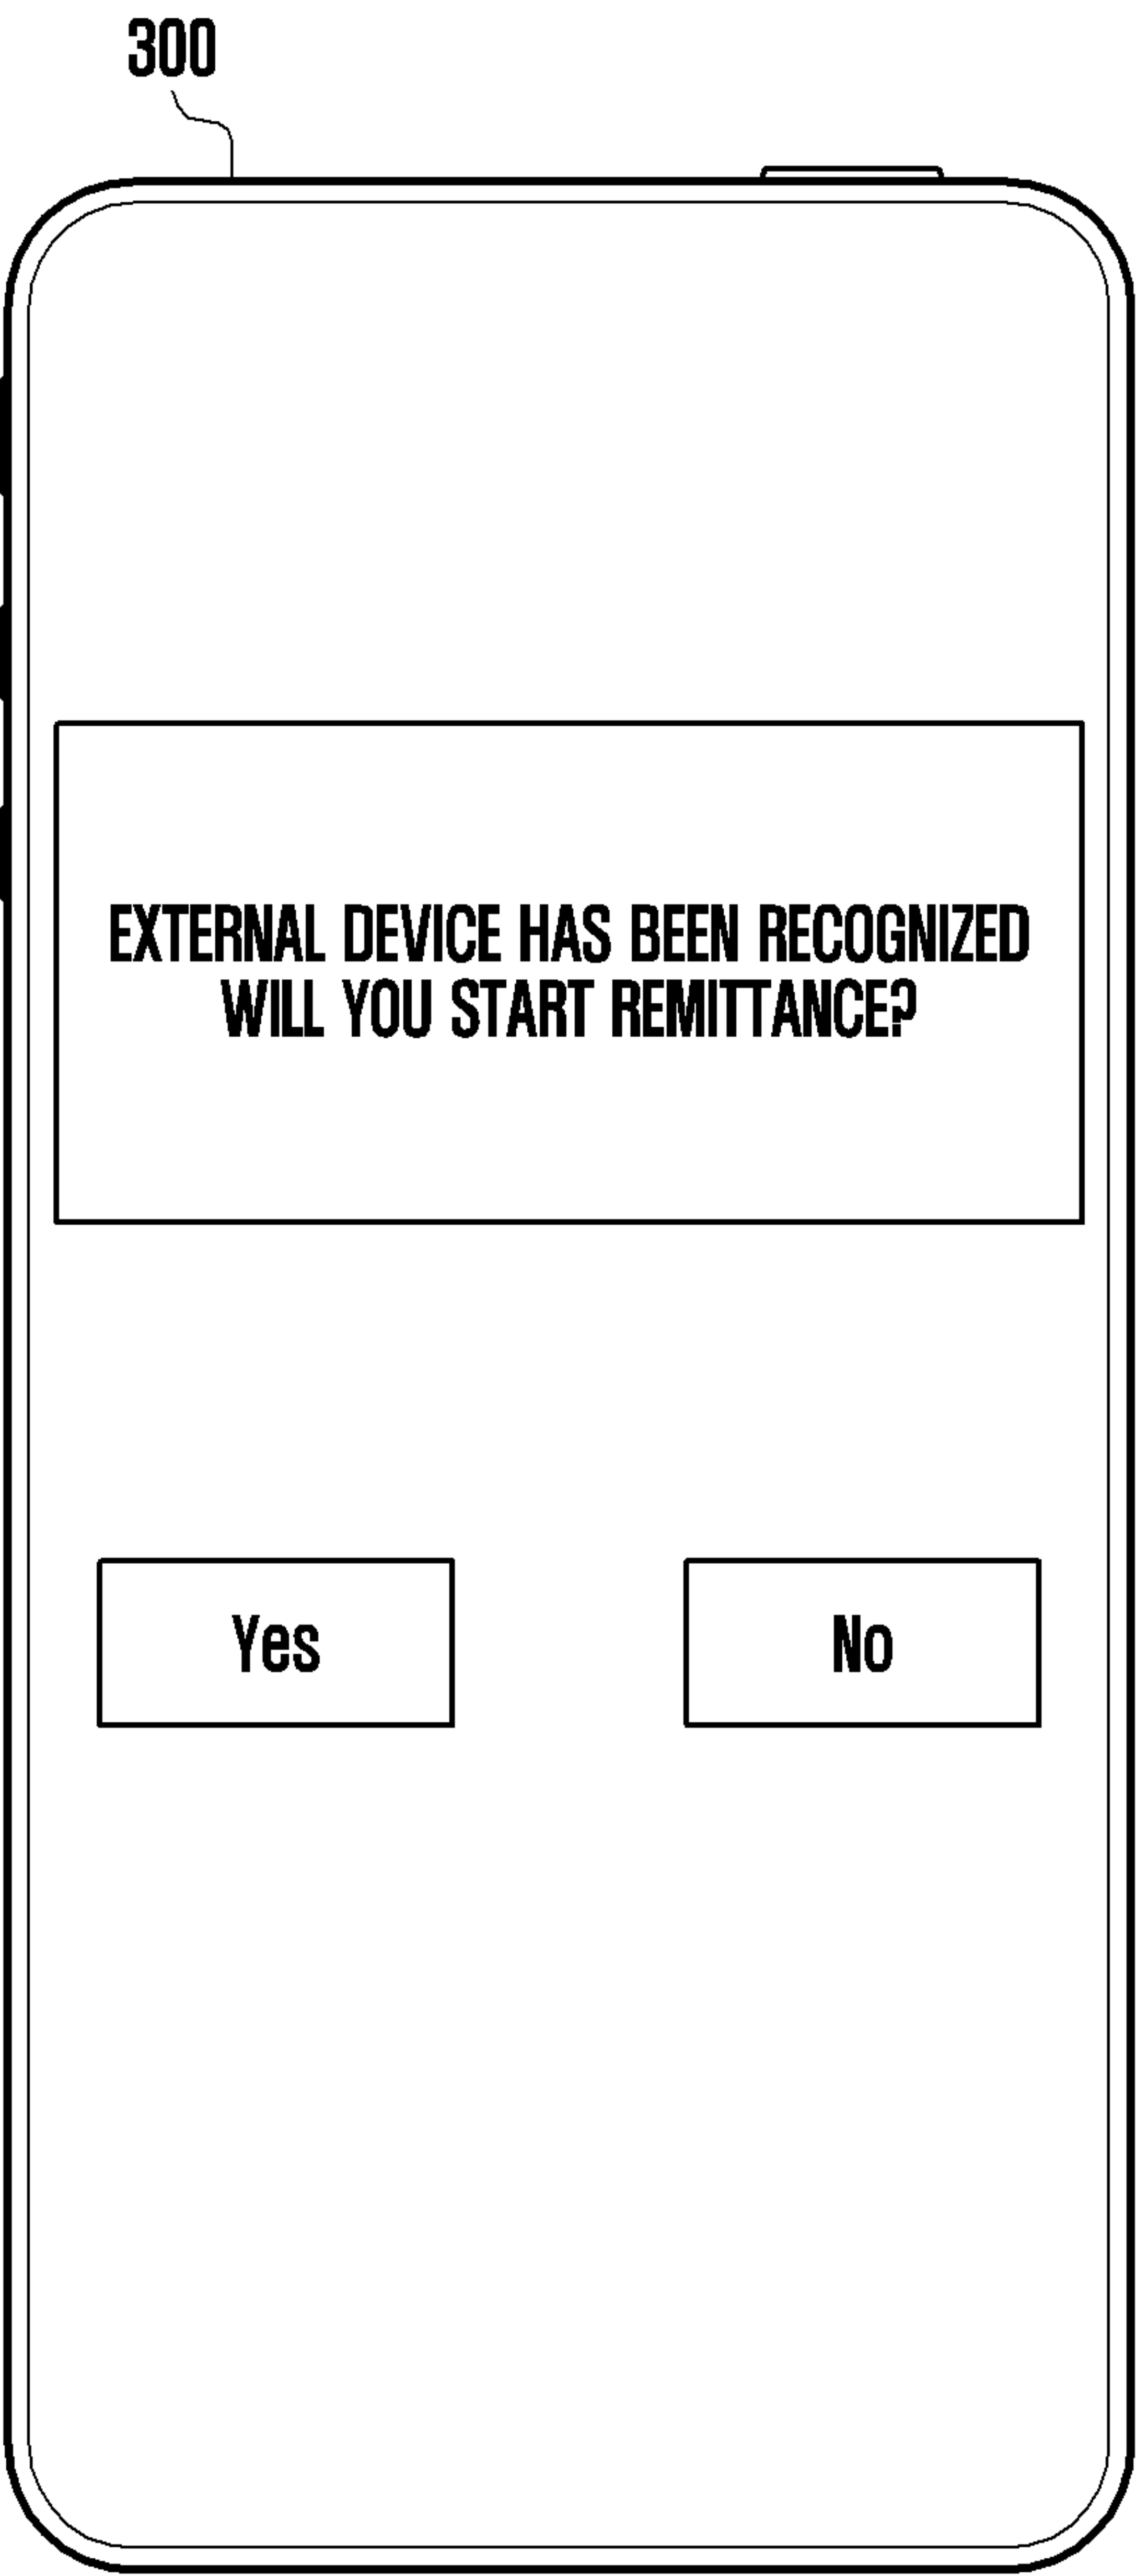 300
EXTERNAL DEVICE HAS BEEN RECOGNIZED
WILL YOU START REMITTANCE?
Yes
No